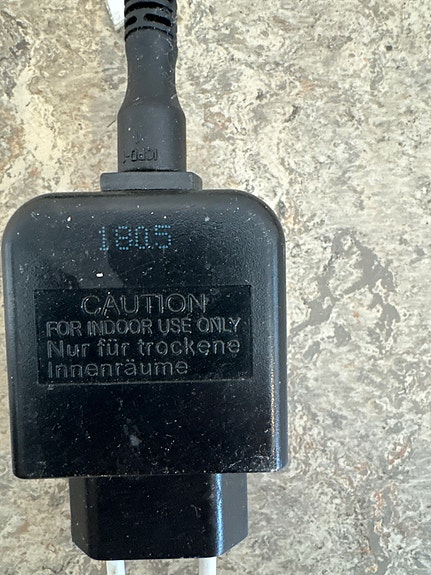 1805
CAUTION
FOR INDOOR USE ONLY
Nur für trockene
Innenräume